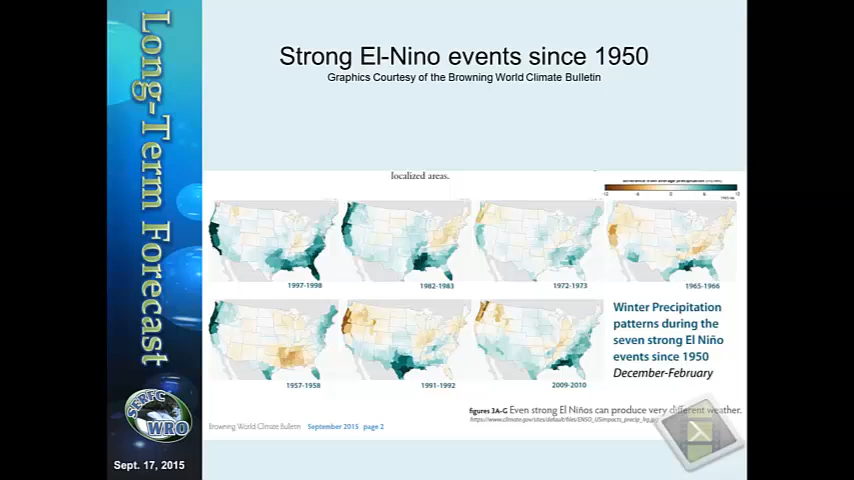 Long-Term Forecast
Strong El-Nino events since 1950
Graphics Courtesy of the Browning World Climate Bulletin
localized areas.
1997-1998
1982-1983
1972-1973
1965-1966
1957-1958
1991-1992
2009-2010
Winter Precipitation
patterns during the
seven strong El Niño
events since 1950
December-February
figures 3A-G Even strong El Niños can produce very different weather.
Browning World Climate Bulletin September 2015 page 2
SERFC
WRO
Sept. 17, 2015